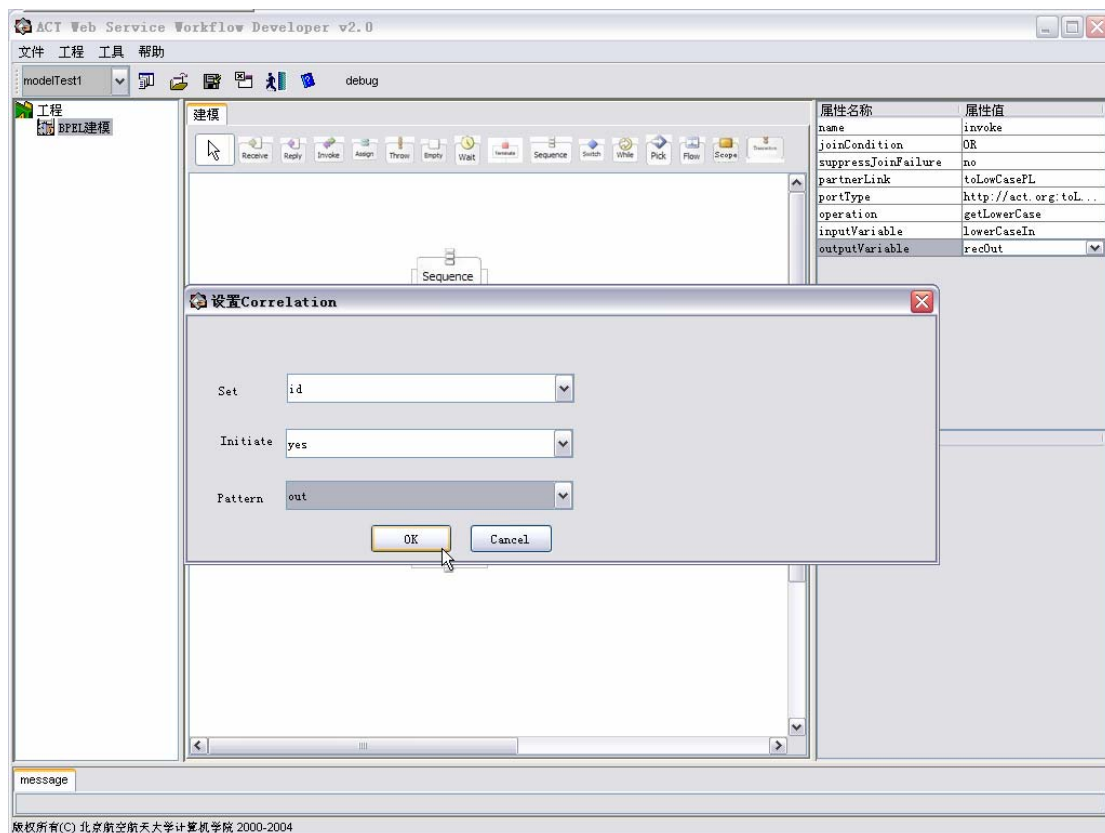 ACT Web Service Workflow Developer v2.0
文件 工程 工具 帮助
modelTest1 debug
工程
BPEL建模
建模
Receive Reply Invoke Assign Throw Empty Wait Terminate Sequence Switch While Pick Flow Scope
Sequence
属性名称 属性值
name invoke
joinCondition OR
suppressJoinFailure no
partnerLink toLowCasePL
portType http://act.org:toL...
operation getLowerCase
inputVariable lowerCaseIn
outputVariable recOut
设置Correlation
Set id
Initiate yes
Pattern out
OK Cancel
message
版权所有(C) 北京航空航天大学计算机学院 2000-2004